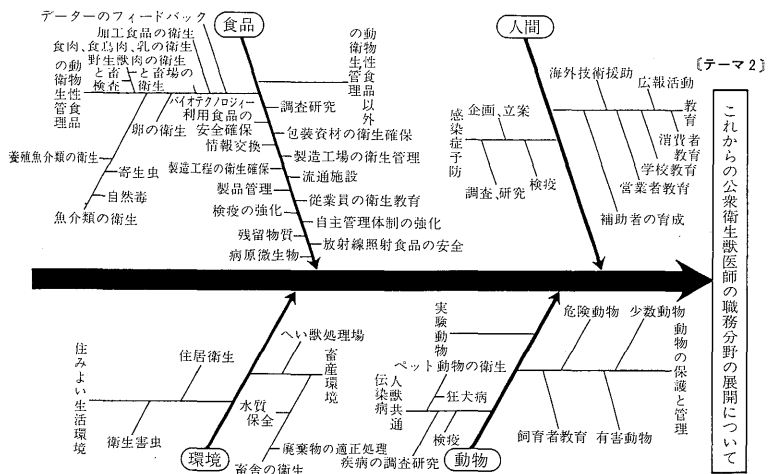 〔テーマ2〕
これからの公衆衛生獣医師の職務分野の展開について
食品
データーのフィードバック
加工食品の衛生
食肉、食鳥肉、乳の衛生
野生獣肉の衛生
と畜検査
と畜場の衛生
動物性食品の衛生管理
バイオテクノロジィー利用食品の安全確保
卵の衛生
養殖魚介類の衛生
寄生虫
自然毒
魚介類の衛生
動物性食品以外の衛生管理
調査研究
包装資材の衛生確保
情報交換
製造工場の衛生管理
製造工程の衛生確保
流通施設
製品管理
従業員の衛生教育
検疫の強化
自主管理体制の強化
残留物質
放射線照射食品の安全
病原微生物
人間
感染症予防
企画、立案
調査、研究
検疫
海外技術援助
広報活動
教育
消費者教育
学校教育
営業者教育
補助者の育成
環境
住みよい生活環境
住居衛生
衛生害虫
へい獣処理場
畜産環境
水質保全
廃棄物の適正処理
畜舎の衛生
動物
実験動物
ペット動物の衛生
人獣共通伝染病
狂犬病
検疫
疾病の調査研究
危険動物
少数動物
動物の保護と管理
飼育者教育
有害動物